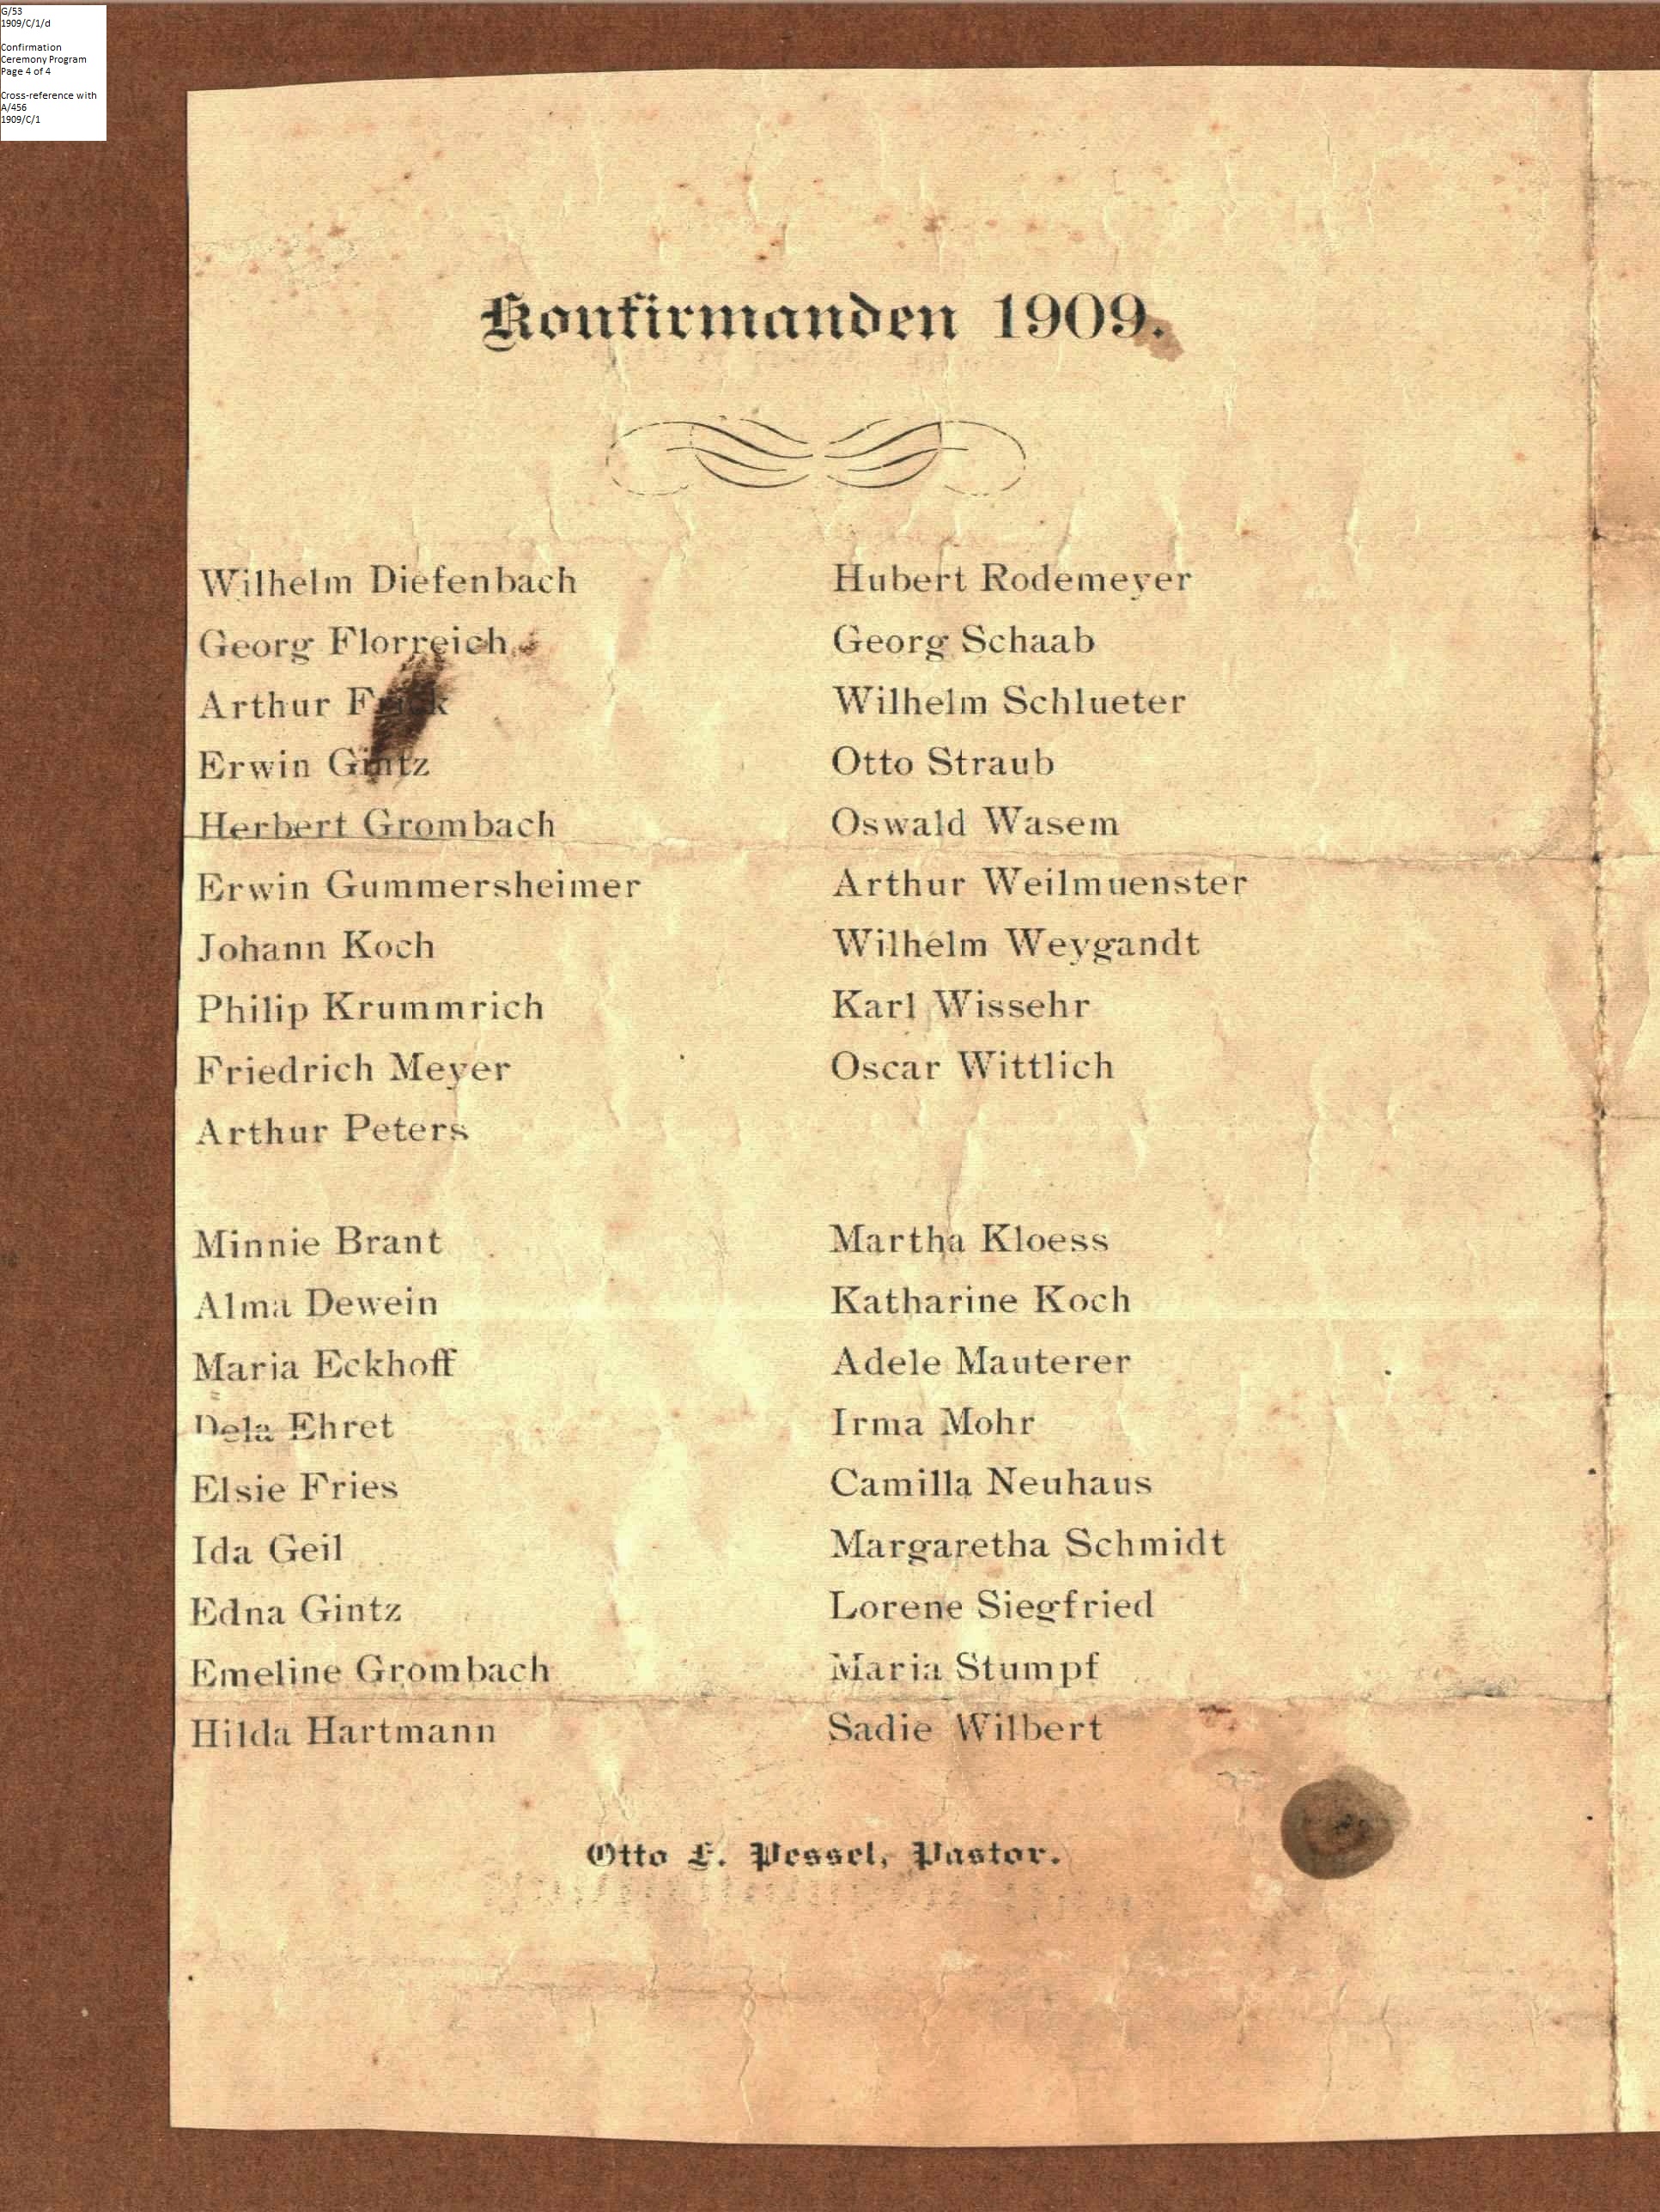 G/53
1909/C/1/d
Confirmation
Ceremony Program
Page 4 of 4
Cross-reference with
A/456
1909/C/1
Konfirmanden 1909.
Wilhelm Diefenbach
Georg Florreich
Arthur
Erwin Gintz
Herbert Grombach
Erwin Gummersheimer
Johann Koch
Philip Krummrich
Friedrich Meyer
Arthur Peters
Hubert Rodemeyer
Georg Schaab
Wilhelm Schlueter
Otto Straub
Oswald Wasem
Arthur Weilmuenster
Wilhelm Weygandt
Karl Wissehr
Oscar Wittlich
Minnie Brant
Alma Dewein
Maria Eckhoff
Dela Ehret
Elsie Fries
Ida Geil
Edna Gintz
Emeline Grombach
Hilda Hartmann
Martha Kloess
Katharine Koch
Adele Mauterer
Irma Mohr
Camilla Neuhaus
Margaretha Schmidt
Lorene Siegfried
Maria Stumpf
Sadie Wilbert
Otto Pessel, Pastor.